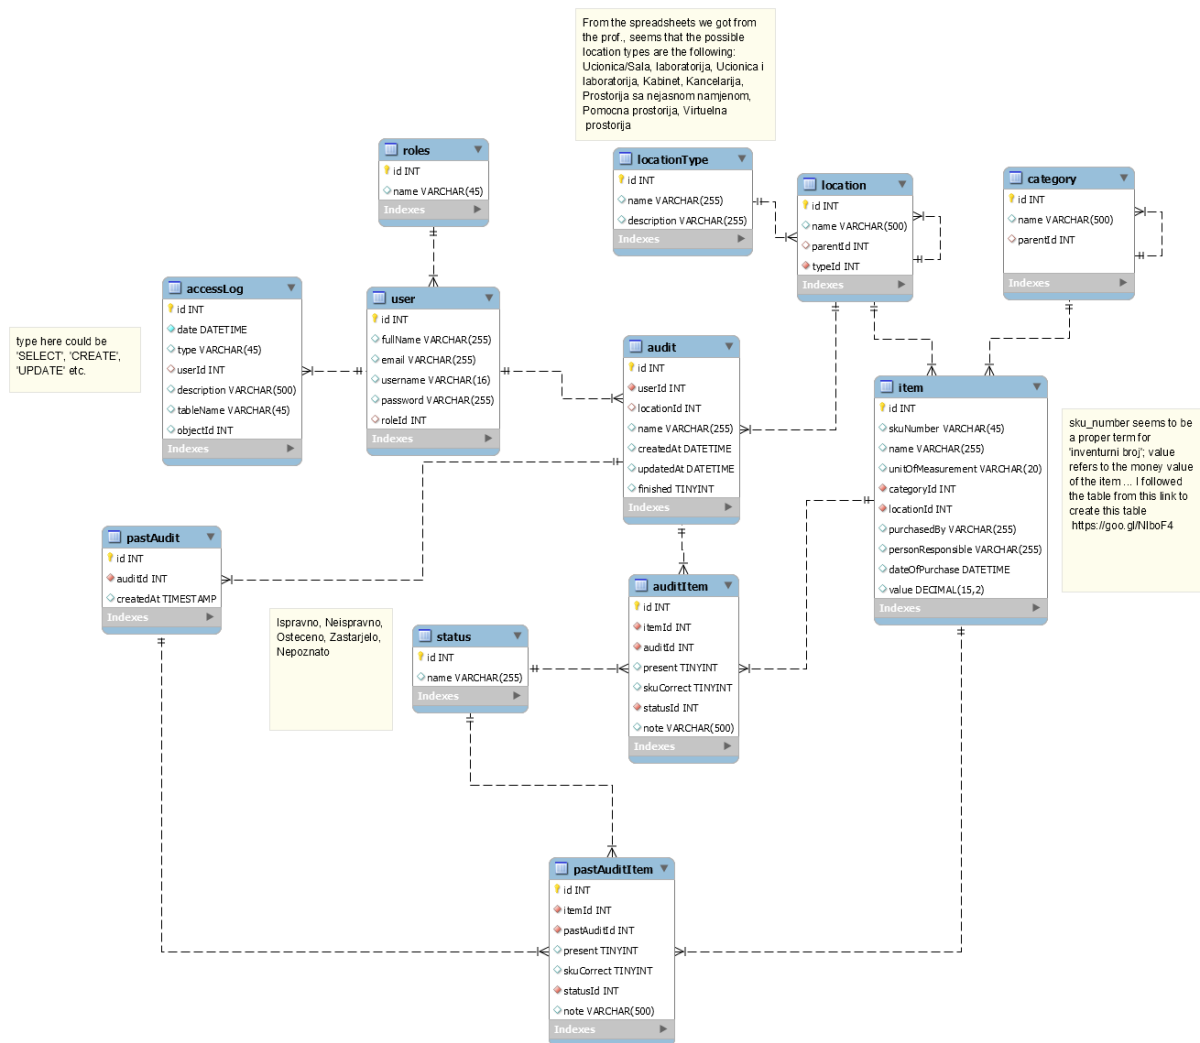 From the spreadsheets we got from
the prof., seems that the possible
location types are the following:
Ucionica/Sala, laboratorija, Ucionica i
laboratorija, Kabinet, Kancelarija,
Prostorija sa nejasnom namjenom,
Pomocna prostorija, Virtuelna
prostorija
roles
id INT
name VARCHAR(45)
Indexes
locationType
id INT
name VARCHAR(255)
description VARCHAR(255)
Indexes
location
id INT
name VARCHAR(500)
parentId INT
typeId INT
Indexes
category
id INT
name VARCHAR(500)
parentId INT
Indexes
type here could be
'SELECT', 'CREATE',
'UPDATE' etc.
accessLog
id INT
date DATETIME
type VARCHAR(45)
userId INT
description VARCHAR(500)
tableName VARCHAR(45)
objectId INT
Indexes
user
id INT
fullName VARCHAR(255)
email VARCHAR(255)
username VARCHAR(16)
password VARCHAR(255)
roleId INT
Indexes
audit
id INT
userId INT
locationId INT
name VARCHAR(255)
createdAt DATETIME
updatedAt DATETIME
finished TINYINT
Indexes
item
id INT
skuNumber VARCHAR(45)
name VARCHAR(255)
unitOfMeasurement VARCHAR(20)
categoryId INT
locationId INT
purchasedBy VARCHAR(255)
personResponsible VARCHAR(255)
dateOfPurchase DATETIME
value DECIMAL(15,2)
Indexes
sku_number seems to be
a proper term for
'inventurni broj'; value
refers to the money value
of the item ... I followed
the table from this link to
create this table
https://goo.gl/NIboF4
pastAudit
id INT
auditId INT
createdAt TIMESTAMP
Indexes
Ispravno, Neispravno,
Osteceno, Zastarjelo,
Nepoznato
status
id INT
name VARCHAR(255)
Indexes
auditItem
id INT
itemId INT
auditId INT
present TINYINT
skuCorrect TINYINT
statusId INT
note VARCHAR(500)
Indexes
pastAuditItem
id INT
itemId INT
pastAuditId INT
present TINYINT
skuCorrect TINYINT
statusId INT
note VARCHAR(500)
Indexes